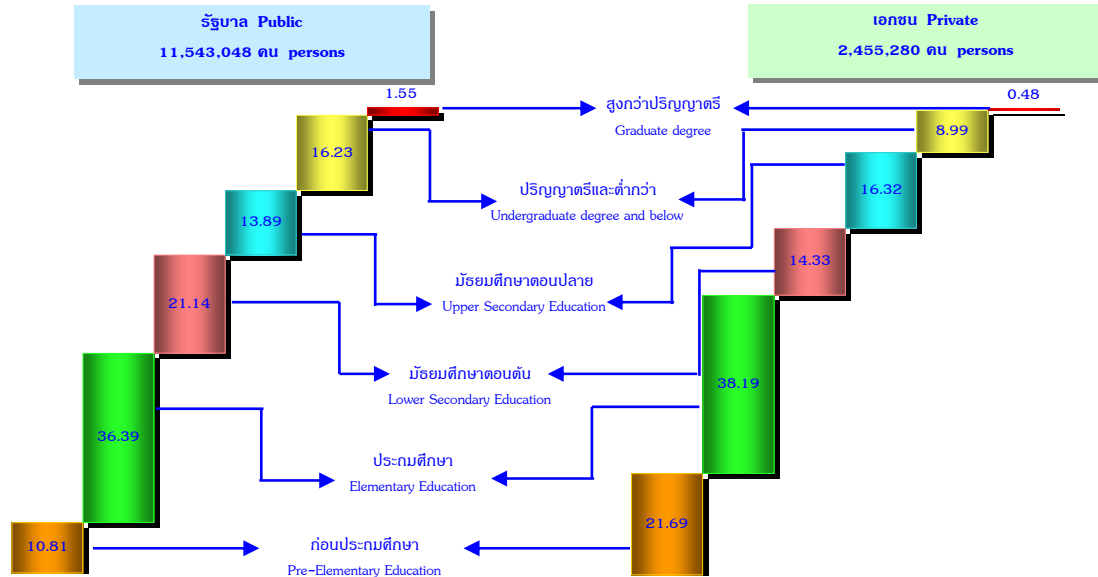 รัฐบาล Public
11,543,048 คน persons
เอกชน Private
2,455,280 คน persons
1.55
สูงกว่าปริญญาตรี
Graduate degree
0.48
16.23
8.99
ปริญญาตรีและต่ำกว่า
Undergraduate degree and below
13.89
16.32
มัธยมศึกษาตอนปลาย
Upper Secondary Education
21.14
14.33
มัธยมศึกษาตอนต้น
Lower Secondary Education
36.39
38.19
ประถมศึกษา
Elementary Education
10.81
21.69
ก่อนประถมศึกษา
Pre-Elementary Education